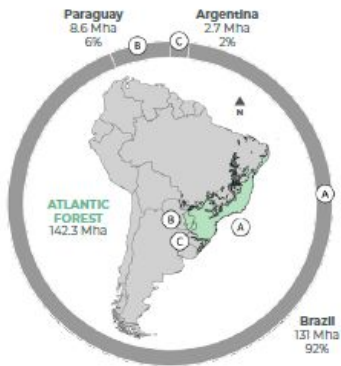 Paraguay
8.6 Mha
6%
Argentina
2.7 Mha
2%
B
C
N
A
ATLANTIC
FOREST
142.3 Mha
B
A
C
Brazil
131 Mha
92%